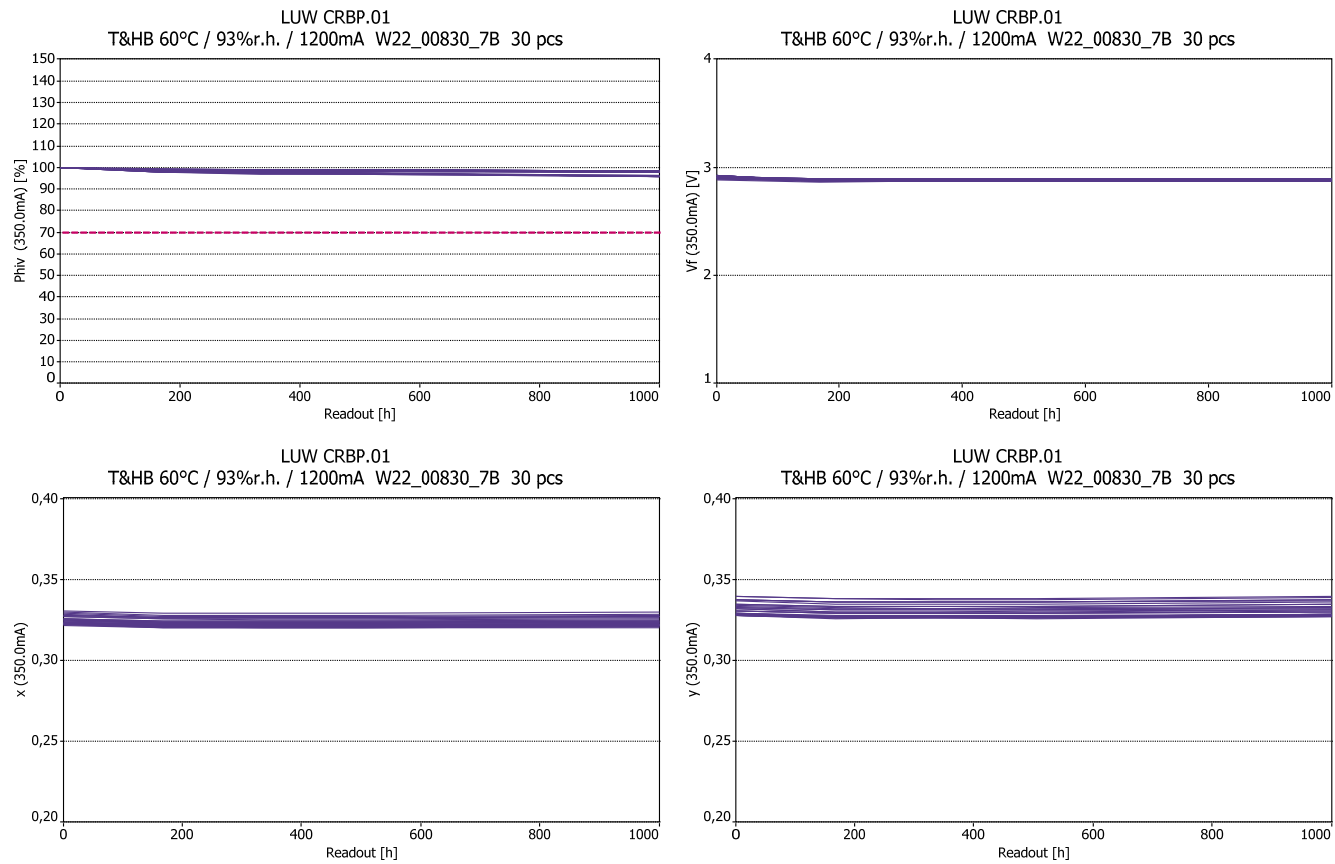 LUW CRBP.01
T&HB 60°C / 93%r.h. / 1200mA  W22_00830_7B  30 pcs
150
140
130
120
110
100
90
80
70
60
50
40
30
20
10
0
Phiv (350.0mA) [%]
0 200 400 600 800 1000
Readout [h]
LUW CRBP.01
T&HB 60°C / 93%r.h. / 1200mA  W22_00830_7B  30 pcs
4
3
2
1
Vf (350.0mA) [V]
0 200 400 600 800 1000
Readout [h]
LUW CRBP.01
T&HB 60°C / 93%r.h. / 1200mA  W22_00830_7B  30 pcs
0,40
0,35
0,30
0,25
0,20
x (350.0mA)
0 200 400 600 800 1000
Readout [h]
LUW CRBP.01
T&HB 60°C / 93%r.h. / 1200mA  W22_00830_7B  30 pcs
0,40
0,35
0,30
0,25
0,20
y (350.0mA)
0 200 400 600 800 1000
Readout [h]